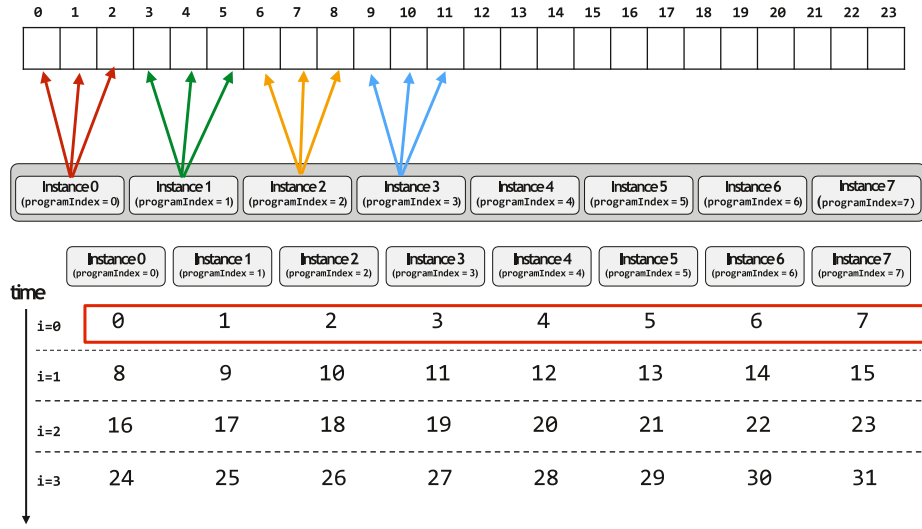 0 1 2 3 4 5 6 7 8 9 10 11 12 13 14 15 16 17 18 19 20 21 22 23
Instance 0 Instance 1 Instance 2 Instance 3 Instance 4 Instance 5 Instance 6 Instance 7
(programIndex = 0) (programIndex = 1) (programIndex = 2) (programIndex = 3) (programIndex = 4) (programIndex = 5) (programIndex = 6) (programIndex=7)
Instance 0 Instance 1 Instance 2 Instance 3 Instance 4 Instance 5 Instance 6 Instance 7
(programIndex = 0) (programIndex = 1) (programIndex = 2) (programIndex = 3) (programIndex = 4) (programIndex = 5) (programIndex = 6) (programIndex = 7)
time
i=0 0 1 2 3 4 5 6 7
i=1 8 9 10 11 12 13 14 15
i=2 16 17 18 19 20 21 22 23
i=3 24 25 26 27 28 29 30 31